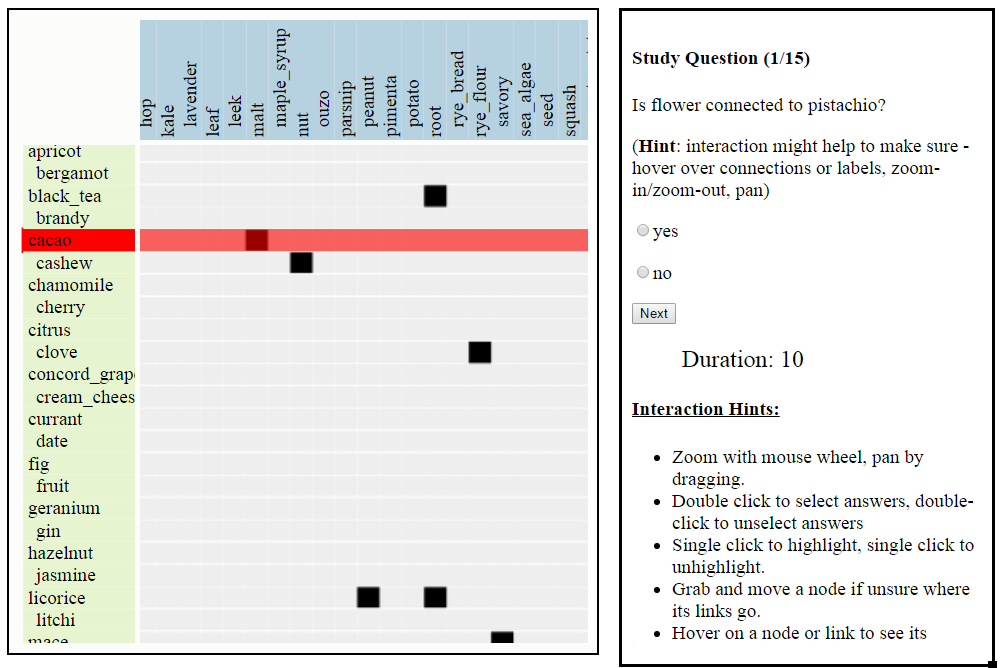 hop
kale
lavender
leaf
leek
malt
maple_syrup
nut
ouzo
parsnip
peanut
pimenta
potato
root
rye_bread
rye_flour
savory
sea_algae
seed
squash
apricot
bergamot
black_tea
brandy
cacao
cashew
chamomile
cherry
citrus
clove
concord_grap
cream_chees
currant
date
fig
fruit
geranium
gin
hazelnut
jasmine
licorice
litchi
mace
Study Question (1/15)
Is flower connected to pistachio?
(Hint: interaction might help to make sure -
hover over connections or labels, zoom-
in/zoom-out, pan)
yes
no
Next
Duration: 10
Interaction Hints:
• Zoom with mouse wheel, pan by
dragging.
• Double click to select answers, double-
click to unselect answers
• Single click to highlight, single click to
unhighlight.
• Grab and move a node if unsure where
its links go.
• Hover on a node or link to see its